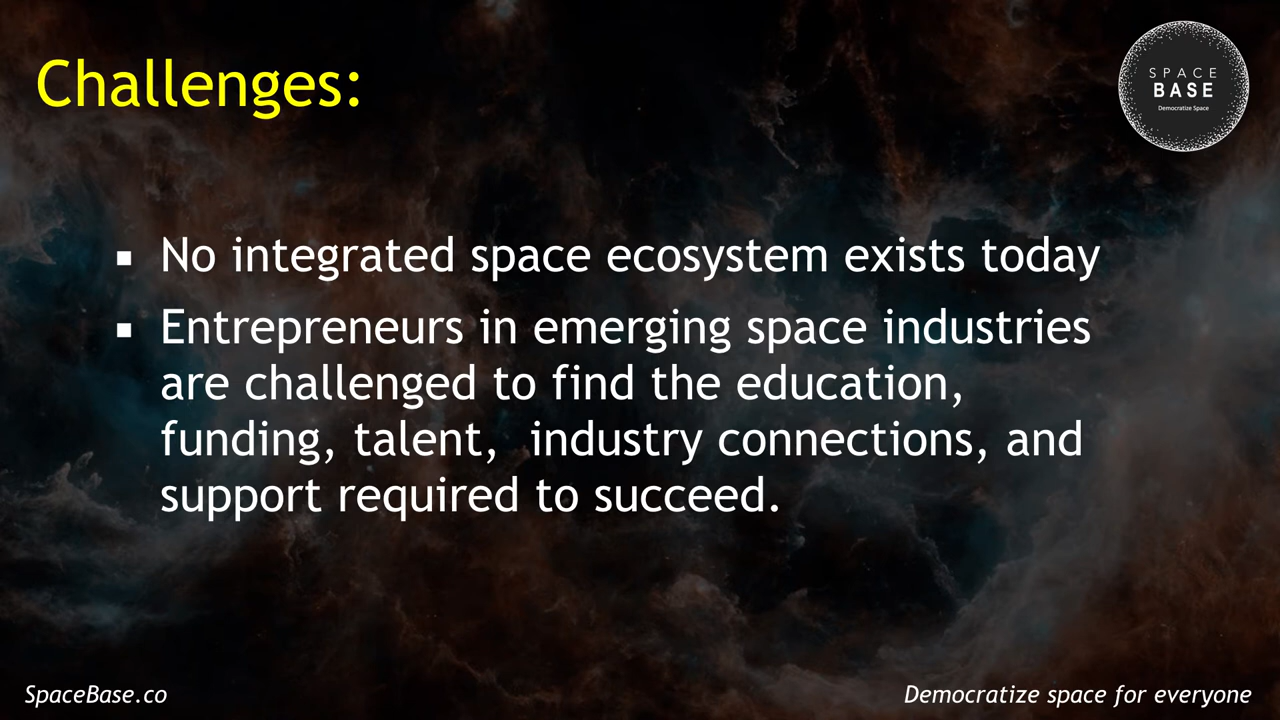 Challenges:
SPACE
BASE
Democratize Space
▪ No integrated space ecosystem exists today
▪ Entrepreneurs in emerging space industries
are challenged to find the education,
funding, talent,  industry connections, and
support required to succeed.
SpaceBase.co
Democratize space for everyone